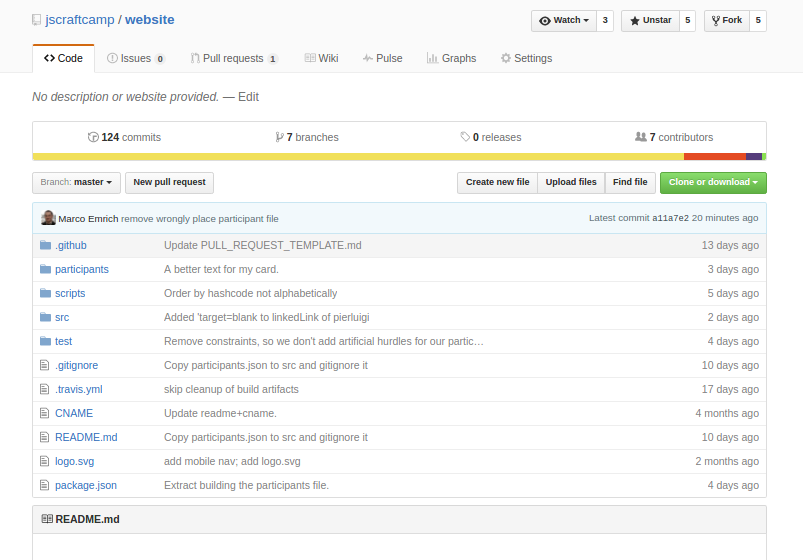 jscraftcamp / website Watch 3 Unstar 5 Fork 5
Code Issues 0 Pull requests 1 Wiki Pulse Graphs Settings
No description or website provided. — Edit
124 commits 7 branches 0 releases 7 contributors
Branch: master New pull request Create new file Upload files Find file Clone or download
Marco Emrich remove wrongly place participant file Latest commit a11a7e2 20 minutes ago
.github Update PULL_REQUEST_TEMPLATE.md 13 days ago
participants A better text for my card. 3 days ago
scripts Order by hashcode not alphabetically 5 days ago
src Added 'target=blank to linkedLink of pierluigi 2 days ago
test Remove constraints, so we don't add artificial hurdles for our partic… 4 days ago
.gitignore Copy participants.json to src and gitignore it 10 days ago
.travis.yml skip cleanup of build artifacts 17 days ago
CNAME Update readme+cname. 4 months ago
README.md Copy participants.json to src and gitignore it 10 days ago
logo.svg add mobile nav; add logo.svg 2 months ago
package.json Extract building the participants file. 4 days ago
README.md